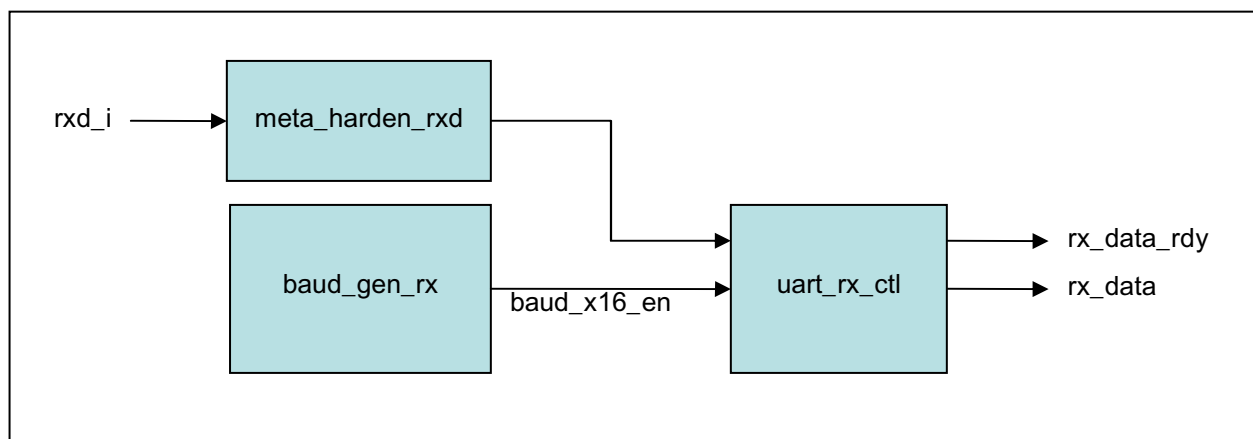 rxd_i
meta_harden_rxd
baud_gen_rx
baud_x16_en
uart_rx_ctl
rx_data_rdy
rx_data